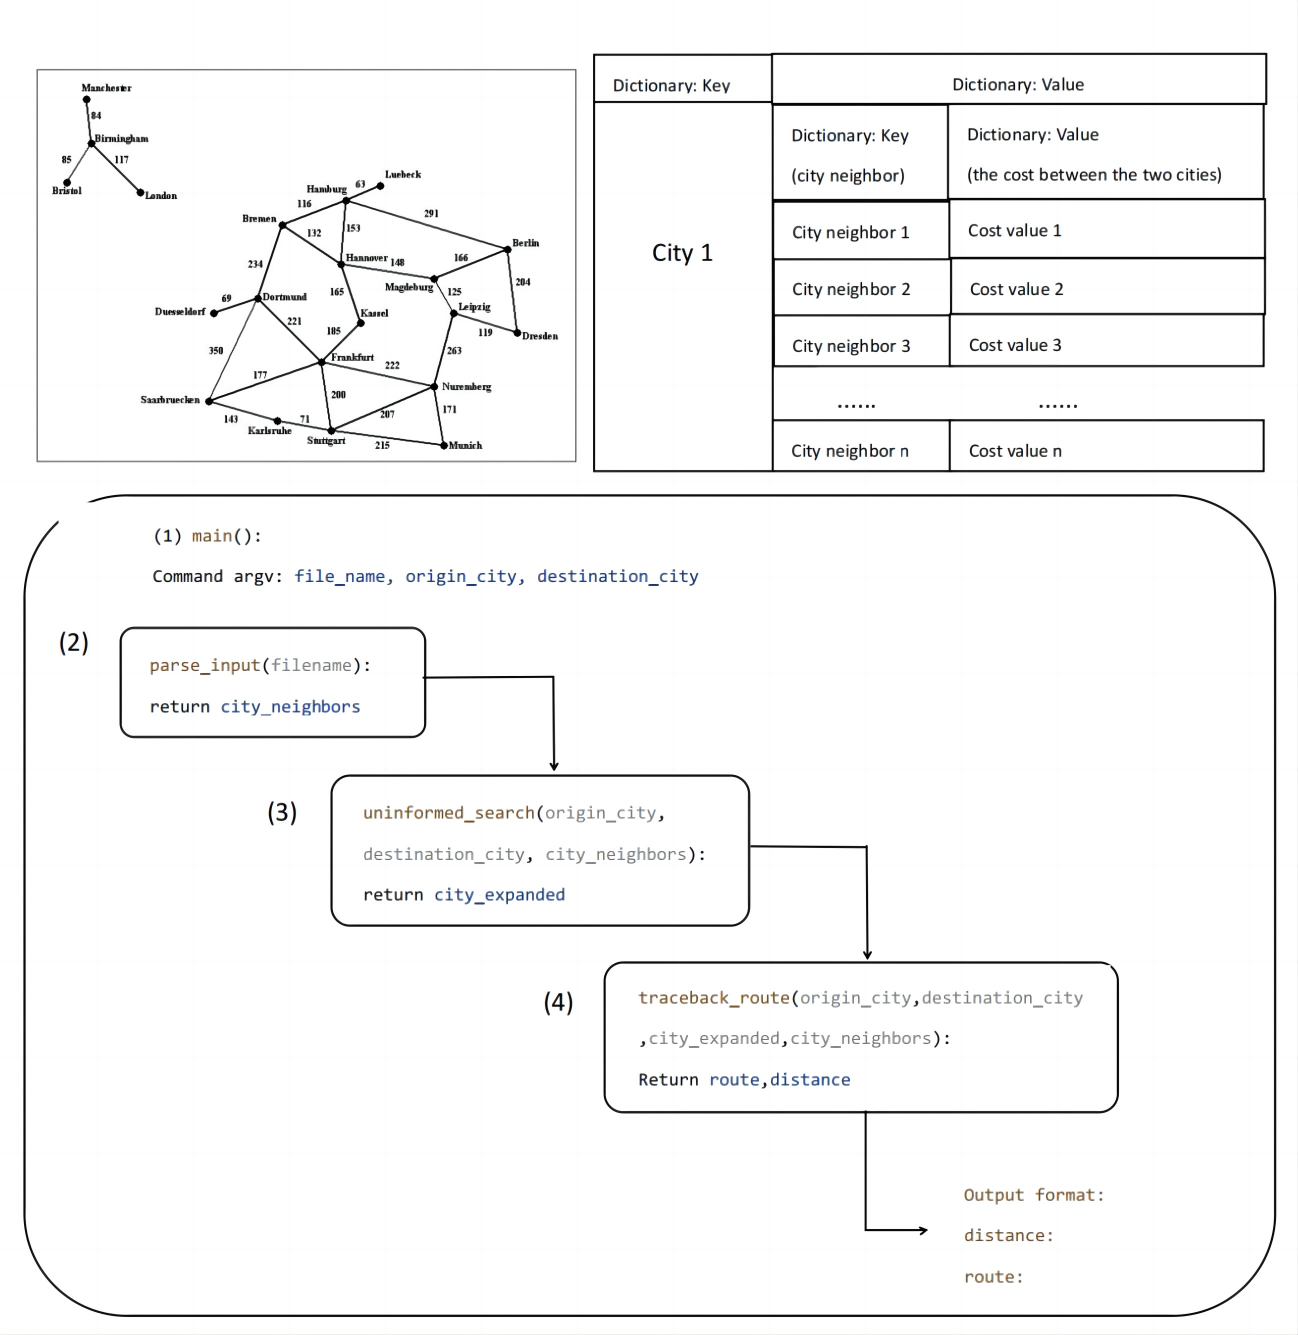 Manchester
84
Birmingham
85
117
Bristol
London
Luebeck
Hamburg
63
116
Bremen
291
153
132
Berlin
Hannover
148
166
234
Magdeburg
125
204
165
69
Dortmund
Leipzig
Duesseldorf
Kassel
221
185
119
Dresden
350
Frankfurt
263
222
177
Nuremberg
200
Saarbruecken
207
171
143
71
Karlsruhe
Stuttgart
215
Munich
Dictionary: Key
Dictionary: Value
City 1
Dictionary: Key
(city neighbor)
Dictionary: Value
(the cost between the two cities)
City neighbor 1
Cost value 1
City neighbor 2
Cost value 2
City neighbor 3
Cost value 3
......
......
City neighbor n
Cost value n
(1) main():
Command argv: file_name, origin_city, destination_city
(2)
parse_input(filename):
return city_neighbors
(3)
uninformed_search(origin_city,
destination_city, city_neighbors):
return city_expanded
(4)
traceback_route(origin_city,destination_city
,city_expanded,city_neighbors):
Return route,distance
Output format:
distance:
route: